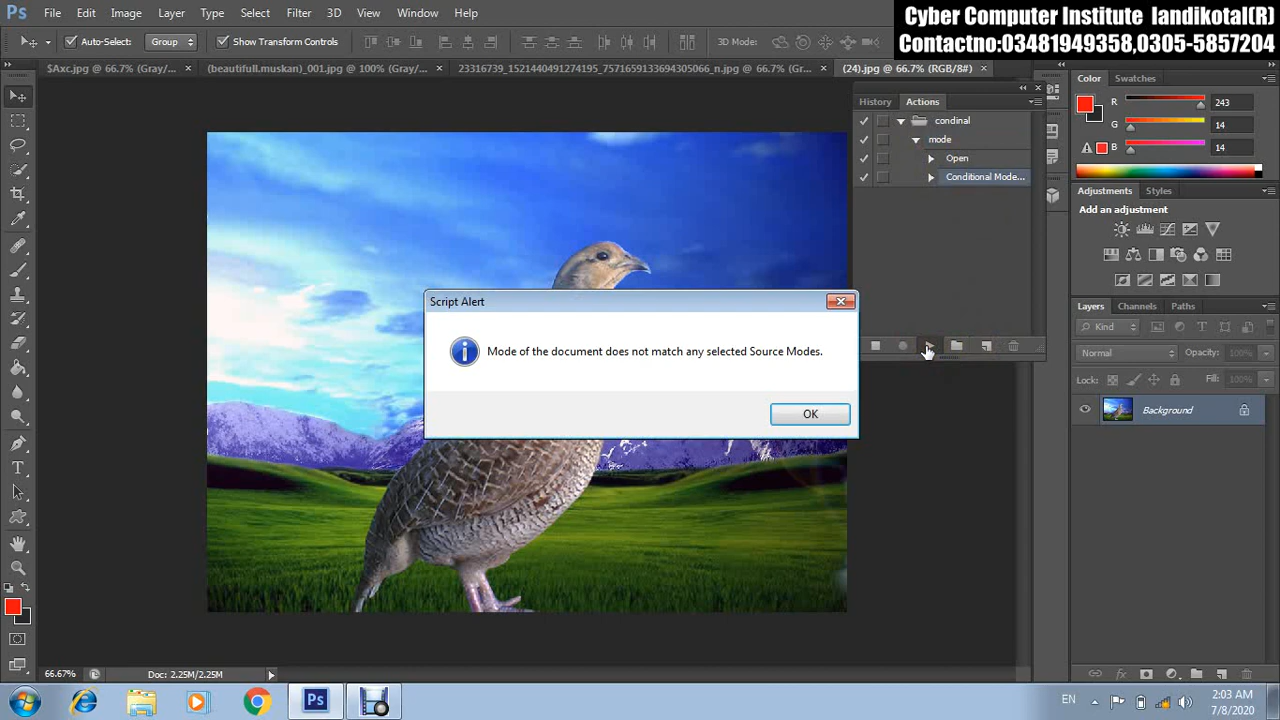 Cyber Computer Institute landikotal(R)
Contactno:03481949358,0305-5857204
Ps File Edit Image Layer Type Select Filter 3D View Window Help
Auto-Select: Group Show Transform Controls 3D Mode:
$Axc.jpg @ 66.7% (Gray/... × (beautifull.muskan)_001.jpg @ 100% (Gray/... × 23316739_1521440491274195_7571659133694305066_n.jpg @ 66.7% (Gr... × (24).jpg @ 66.7% (RGB/8#) ×
History Actions
condinal
mode
Open
Conditional Mode...
Color Swatches
R 243
G 14
B 14
Adjustments Styles
Add an adjustment
Layers Channels Paths
Kind
Normal Opacity: 100%
Lock: Fill: 100%
Background
Script Alert
Mode of the document does not match any selected Source Modes.
OK
66.67% Doc: 2.25M/2.25M
Ps EN 2:03 AM
7/8/2020